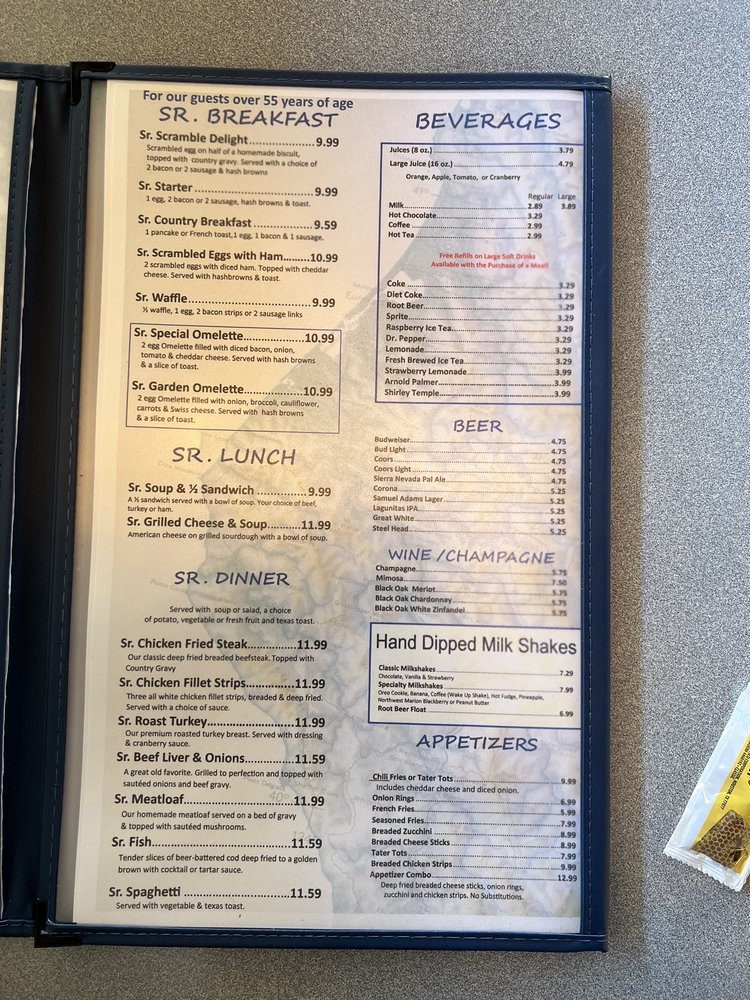 For our guests over 55 years of age
SR. BREAKFAST
Sr. Scramble Delight....................9.99
Scrambled egg on half of a homemade biscuit,
topped with country gravy. Served with a choice of
2 bacon or 2 sausage & hash browns
Sr. Starter ..............................9.99
1 egg, 2 bacon or 2 sausage, hash browns & toast.
Sr. Country Breakfast .................9.59
1 pancake or French toast,1 egg, 1 bacon & 1 sausage.
Sr. Scrambled Eggs with Ham........10.99
2 scrambled eggs with diced ham. Topped with cheddar
cheese. Served with hashbrowns & toast.
Sr. Waffle................................9.99
½ waffle, 1 egg, 2 bacon strips or 2 sausage links
Sr. Special Omelette..................10.99
2 egg Omelette filled with diced bacon, onion,
tomato & cheddar cheese. Served with hash browns
& a slice of toast.
Sr. Garden Omelette..................10.99
2 egg Omelette filled with onion, broccoli, cauliflower,
carrots & Swiss cheese. Served with hash browns
& a slice of toast.
SR. LUNCH
Sr. Soup & ½ Sandwich .............9.99
A ½ sandwich served with a bowl of soup. Your choice of beef,
turkey or ham.
Sr. Grilled Cheese & Soup..........11.99
American cheese on grilled sourdough with a bowl of soup.
SR. DINNER
Served with soup or salad, a choice
of potato, vegetable or fresh fruit and texas toast.
Sr. Chicken Fried Steak..............11.99
Our classic deep fried breaded beefsteak. Topped with
Country Gravy
Sr. Chicken Fillet Strips..............11.99
Three all white chicken fillet strips, breaded & deep fried.
Served with a choice of sauce.
Sr. Roast Turkey.........................11.99
Our premium roasted turkey breast. Served with dressing
& cranberry sauce.
Sr. Beef Liver & Onions...............11.59
A great old favorite. Grilled to perfection and topped with
sautéed onions and beef gravy.
Sr. Meatloaf...............................11.99
Our homemade meatloaf served on a bed of gravy
& topped with sautéed mushrooms.
Sr. Fish.......................................11.59
Tender slices of beer-battered cod deep fried to a golden
brown with cocktail or tartar sauce.
Sr. Spaghetti ..............................11.59
Served with vegetable & texas toast.
BEVERAGES
Juices (8 oz.)..............................3.79
Large Juice (16 oz.)......................4.79
Orange, Apple, Tomato, or Cranberry
Regular Large
Milk..............................2.89 3.89
Hot Chocolate................3.29
Coffee...........................2.99
Hot Tea.........................2.99
Free Refills on Large Soft Drinks
Available with the Purchase of a Meal!
Coke ..............................3.29
Diet Coke........................3.29
Root Beer.......................3.29
Sprite.............................3.29
Raspberry Ice Tea...........3.29
Dr. Pepper......................3.29
Lemonade.......................3.29
Fresh Brewed Ice Tea......3.29
Strawberry Lemonade.....3.99
Arnold Palmer.................3.99
Shirley Temple................3.99
BEER
Budweiser.......................4.75
Bud Light........................4.75
Coors.............................4.75
Coors Light.....................4.75
Sierra Nevada Pal Ale......4.75
Corona...........................5.25
Samuel Adams Lager.......5.25
Lagunitas IPA..................5.25
Great White....................5.25
Steel Head......................5.25
WINE /CHAMPAGNE
Champagne....................5.75
Mimosa..........................7.50
Black Oak Merlot............5.75
Black Oak Chardonnay....5.75
Black Oak White Zinfandel 5.75
Hand Dipped Milk Shakes
Classic Milkshakes..........7.29
Chocolate, Vanilla & Strawberry
Specialty Milkshakes.......7.99
Oreo Cookie, Banana, Coffee (Wake Up Shake), Hot Fudge, Pineapple,
Northwest Marion Blackberry or Peanut Butter
Root Beer Float...............6.99
APPETIZERS
Chili Fries or Tater Tots...........9.99
Includes cheddar cheese and diced onion.
Onion Rings.....................6.99
French Fries.....................5.99
Seasoned Fries.................7.99
Breaded Zucchini .............8.99
Breaded Cheese Sticks......8.99
Tater Tots........................7.99
Breaded Chicken Strips.....9.99
Appetizer Combo..............12.99
Deep fried breaded cheese sticks, onion rings,
zucchini and chicken strips. No Substitutions.